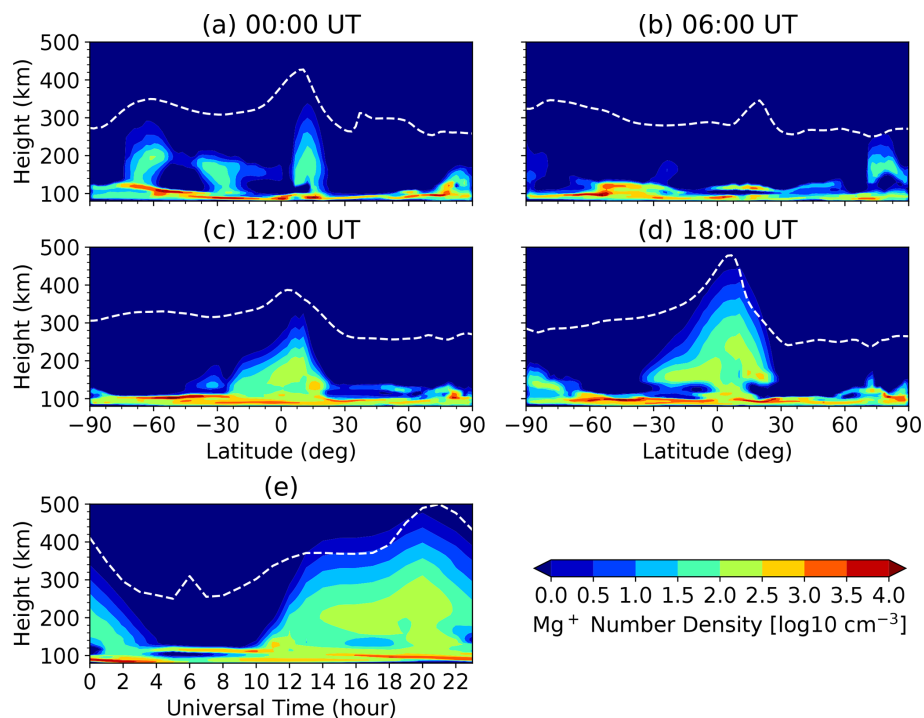 (a) 00:00 UT
(b) 06:00 UT
Height (km)
500
400
300
200
100
(c) 12:00 UT
(d) 18:00 UT
Height (km)
500
400
300
200
100
−90 −60 −30 0 30 60 90
−90 −60 −30 0 30 60 90
Latitude (deg)
Latitude (deg)
(e)
Height (km)
500
400
300
200
100
0 2 4 6 8 10 12 14 16 18 20 22
Universal Time (hour)
0.0 0.5 1.0 1.5 2.0 2.5 3.0 3.5 4.0
Mg⁺ Number Density [log10 cm⁻³]